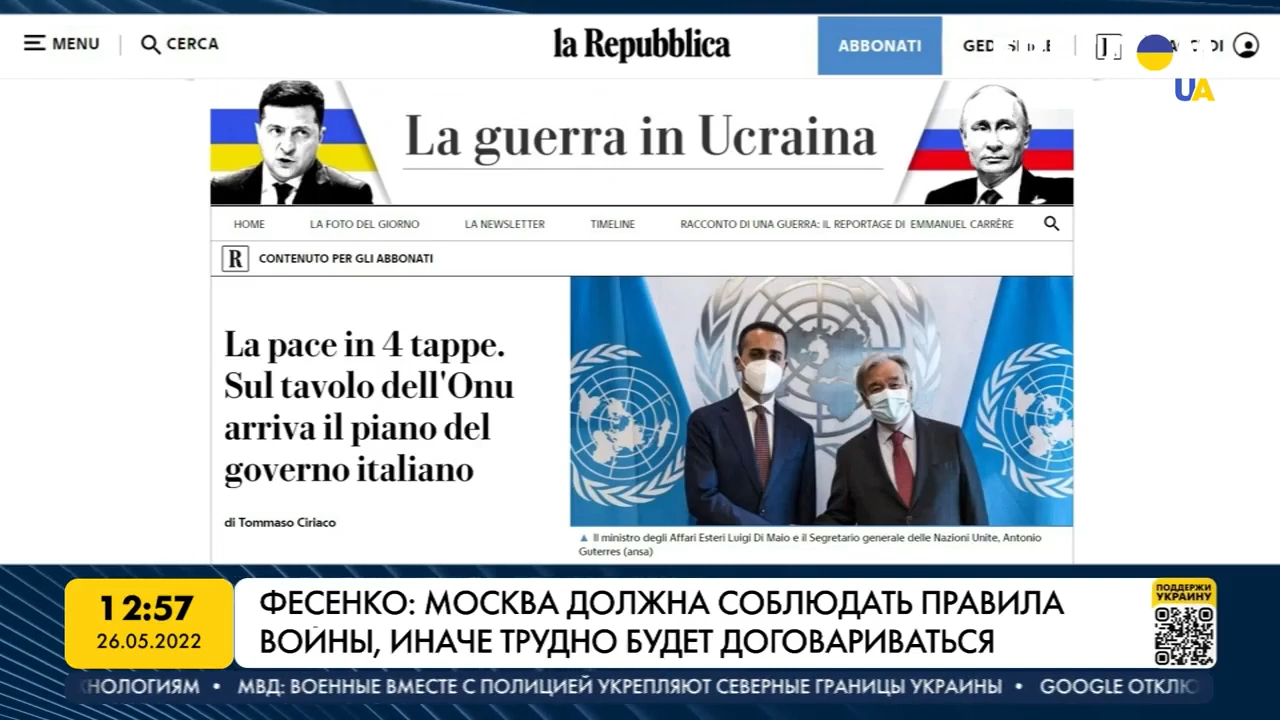 MENU
CERCA
la Repubblica
ABBONATI
UA
La guerra in Ucraina
HOME
LA FOTO DEL GIORNO
LA NEWSLETTER
TIMELINE
RACCONTO DI UNA GUERRA: IL REPORTAGE DI EMMANUEL CARRÈRE
R
CONTENUTO PER GLI ABBONATI
La pace in 4 tappe.
Sul tavolo dell'Onu
arriva il piano del
governo italiano
di Tommaso Ciriaco
Il ministro degli Affari Esteri Luigi Di Maio e il Segretario generale delle Nazioni Unite, Antonio
Guterres (ansa)
12:57
26.05.2022
ФЕСЕНКО: МОСКВА ДОЛЖНА СОБЛЮДАТЬ ПРАВИЛА
ВОЙНЫ, ИНАЧЕ ТРУДНО БУДЕТ ДОГОВАРИВАТЬСЯ
ПОДДЕРЖИ
УКРАИНУ
ХНОЛОГИЯМ • МВД: ВОЕННЫЕ ВМЕСТЕ С ПОЛИЦИЕЙ УКРЕПЛЯЮТ СЕВЕРНЫЕ ГРАНИЦЫ УКРАИНЫ • GOOGLE ОТКЛЮ